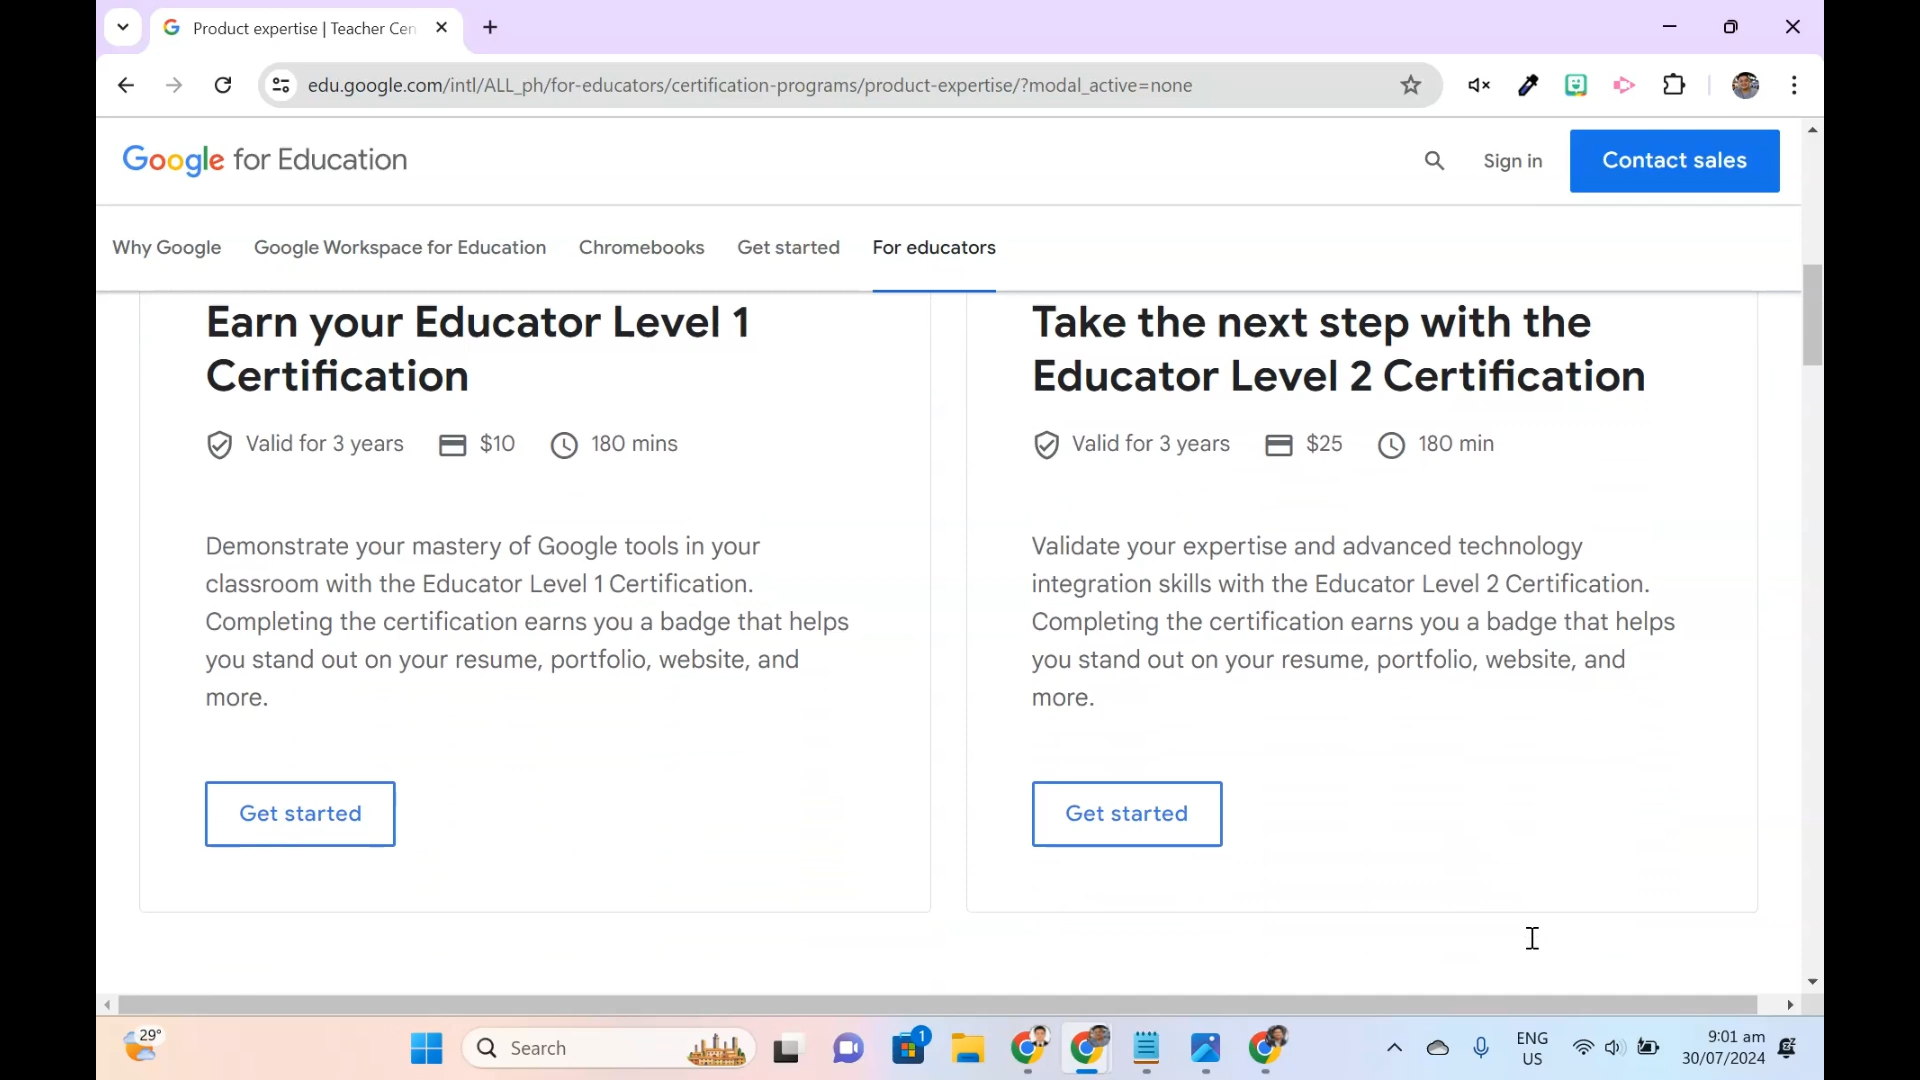 Product expertise | Teacher Cen
edu.google.com/intl/ALL_ph/for-educators/certification-programs/product-expertise/?modal_active=none
Google for Education
Sign in
Contact sales
Why Google
Google Workspace for Education
Chromebooks
Get started
For educators
Earn your Educator Level 1
Certification
Valid for 3 years
$10
180 mins
Demonstrate your mastery of Google tools in your
classroom with the Educator Level 1 Certification.
Completing the certification earns you a badge that helps
you stand out on your resume, portfolio, website, and
more.
Get started
Take the next step with the
Educator Level 2 Certification
Valid for 3 years
$25
180 min
Validate your expertise and advanced technology
integration skills with the Educator Level 2 Certification.
Completing the certification earns you a badge that helps
you stand out on your resume, portfolio, website, and
more.
Get started
29°
Search
1
ENG
US
9:01 am
30/07/2024